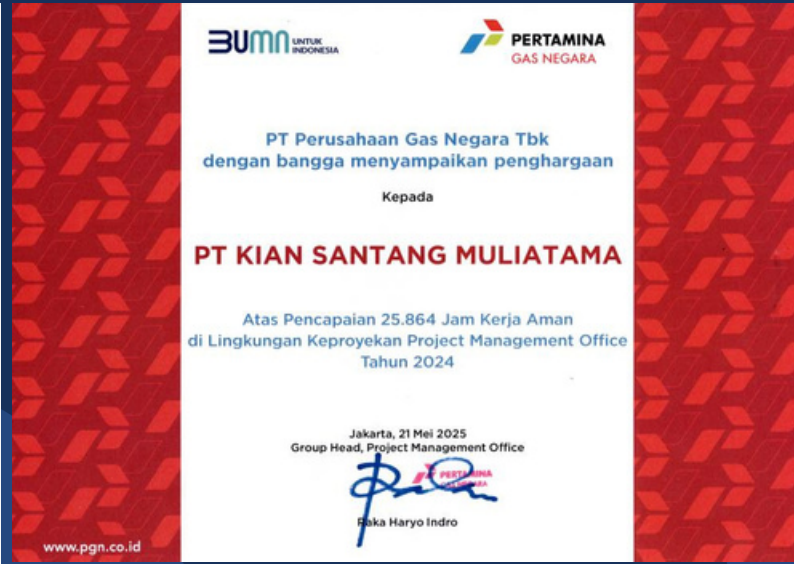 BUMN UNTUK INDONESIA
PERTAMINA
GAS NEGARA
PT Perusahaan Gas Negara Tbk
dengan bangga menyampaikan penghargaan
Kepada
PT KIAN SANTANG MULIATAMA
Atas Pencapaian 25.864 Jam Kerja Aman
di Lingkungan Keproyekan Project Management Office
Tahun 2024
Jakarta, 21 Mei 2025
Group Head, Project Management Office
PERTAMINA
GAS NEGARA
Raka Haryo Indro
www.pgn.co.id